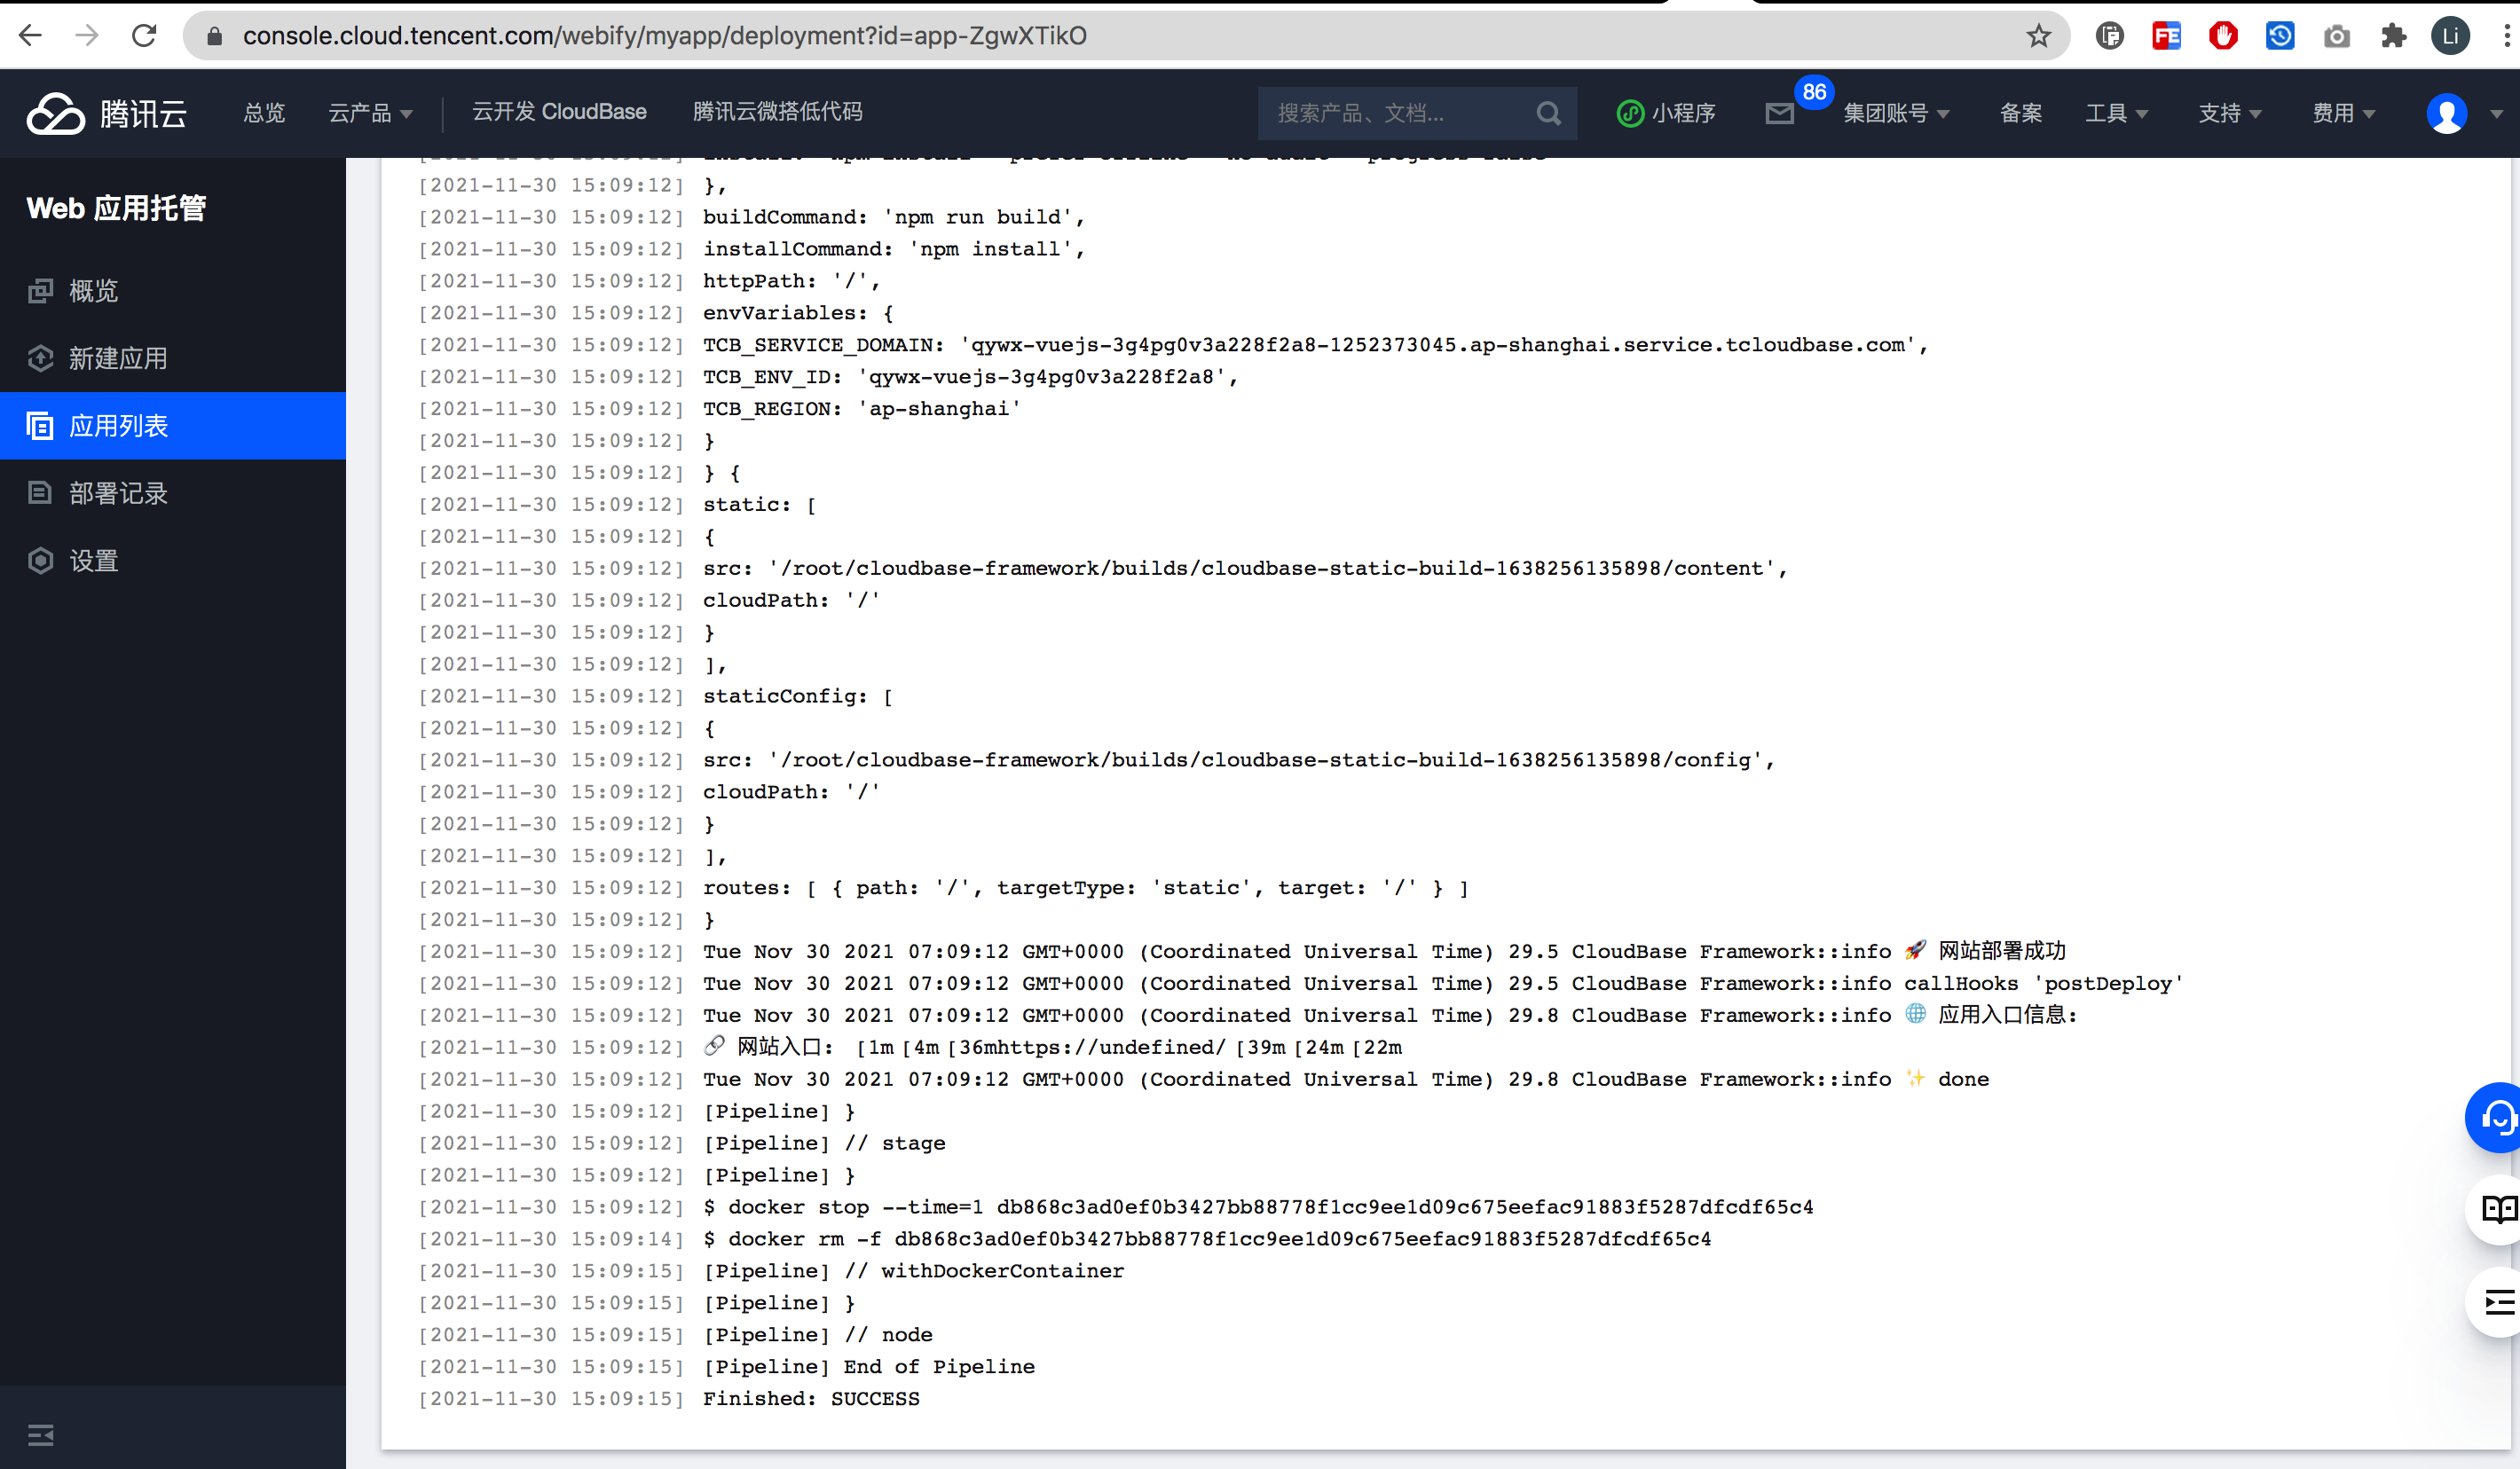 console.cloud.tencent.com/webify/myapp/deployment?id=app-ZgwXTikO
FE
Li
腾讯云
总览
云产品
云开发 CloudBase
腾讯云微搭低代码
搜索产品、文档...
小程序
86
集团账号
备案
工具
支持
费用
Web 应用托管
概览
新建应用
应用列表
部署记录
设置
[2021-11-30 15:09:12] },
[2021-11-30 15:09:12] buildCommand: 'npm run build',
[2021-11-30 15:09:12] installCommand: 'npm install',
[2021-11-30 15:09:12] httpPath: '/',
[2021-11-30 15:09:12] envVariables: {
[2021-11-30 15:09:12] TCB_SERVICE_DOMAIN: 'qywx-vuejs-3g4pg0v3a228f2a8-1252373045.ap-shanghai.service.tcloudbase.com',
[2021-11-30 15:09:12] TCB_ENV_ID: 'qywx-vuejs-3g4pg0v3a228f2a8',
[2021-11-30 15:09:12] TCB_REGION: 'ap-shanghai'
[2021-11-30 15:09:12] }
[2021-11-30 15:09:12] } {
[2021-11-30 15:09:12] static: [
[2021-11-30 15:09:12] {
[2021-11-30 15:09:12] src: '/root/cloudbase-framework/builds/cloudbase-static-build-1638256135898/content',
[2021-11-30 15:09:12] cloudPath: '/'
[2021-11-30 15:09:12] }
[2021-11-30 15:09:12] ],
[2021-11-30 15:09:12] staticConfig: [
[2021-11-30 15:09:12] {
[2021-11-30 15:09:12] src: '/root/cloudbase-framework/builds/cloudbase-static-build-1638256135898/config',
[2021-11-30 15:09:12] cloudPath: '/'
[2021-11-30 15:09:12] }
[2021-11-30 15:09:12] ],
[2021-11-30 15:09:12] routes: [ { path: '/', targetType: 'static', target: '/' } ]
[2021-11-30 15:09:12] }
[2021-11-30 15:09:12] Tue Nov 30 2021 07:09:12 GMT+0000 (Coordinated Universal Time) 29.5 CloudBase Framework::info 🚀 网站部署成功
[2021-11-30 15:09:12] Tue Nov 30 2021 07:09:12 GMT+0000 (Coordinated Universal Time) 29.5 CloudBase Framework::info callHooks 'postDeploy'
[2021-11-30 15:09:12] Tue Nov 30 2021 07:09:12 GMT+0000 (Coordinated Universal Time) 29.8 CloudBase Framework::info 🌐 应用入口信息：
[2021-11-30 15:09:12] 🔗 网站入口： [1m [4m [36mhttps://undefined/ [39m [24m [22m
[2021-11-30 15:09:12] Tue Nov 30 2021 07:09:12 GMT+0000 (Coordinated Universal Time) 29.8 CloudBase Framework::info ✨ done
[2021-11-30 15:09:12] [Pipeline] }
[2021-11-30 15:09:12] [Pipeline] // stage
[2021-11-30 15:09:12] [Pipeline] }
[2021-11-30 15:09:12] $ docker stop --time=1 db868c3ad0ef0b3427bb88778f1cc9ee1d09c675eefac91883f5287dfcdf65c4
[2021-11-30 15:09:14] $ docker rm -f db868c3ad0ef0b3427bb88778f1cc9ee1d09c675eefac91883f5287dfcdf65c4
[2021-11-30 15:09:15] [Pipeline] // withDockerContainer
[2021-11-30 15:09:15] [Pipeline] }
[2021-11-30 15:09:15] [Pipeline] // node
[2021-11-30 15:09:15] [Pipeline] End of Pipeline
[2021-11-30 15:09:15] Finished: SUCCESS